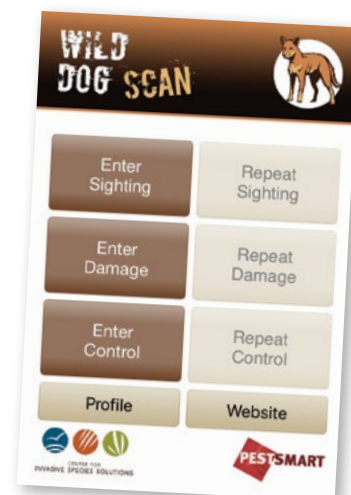 WILD
DOG SCAN
Enter
Sighting
Repeat
Sighting
Enter
Damage
Repeat
Damage
Enter
Control
Repeat
Control
Profile
Website
CENTRE FOR
INVASIVE SPECIES SOLUTIONS
PESTSMART